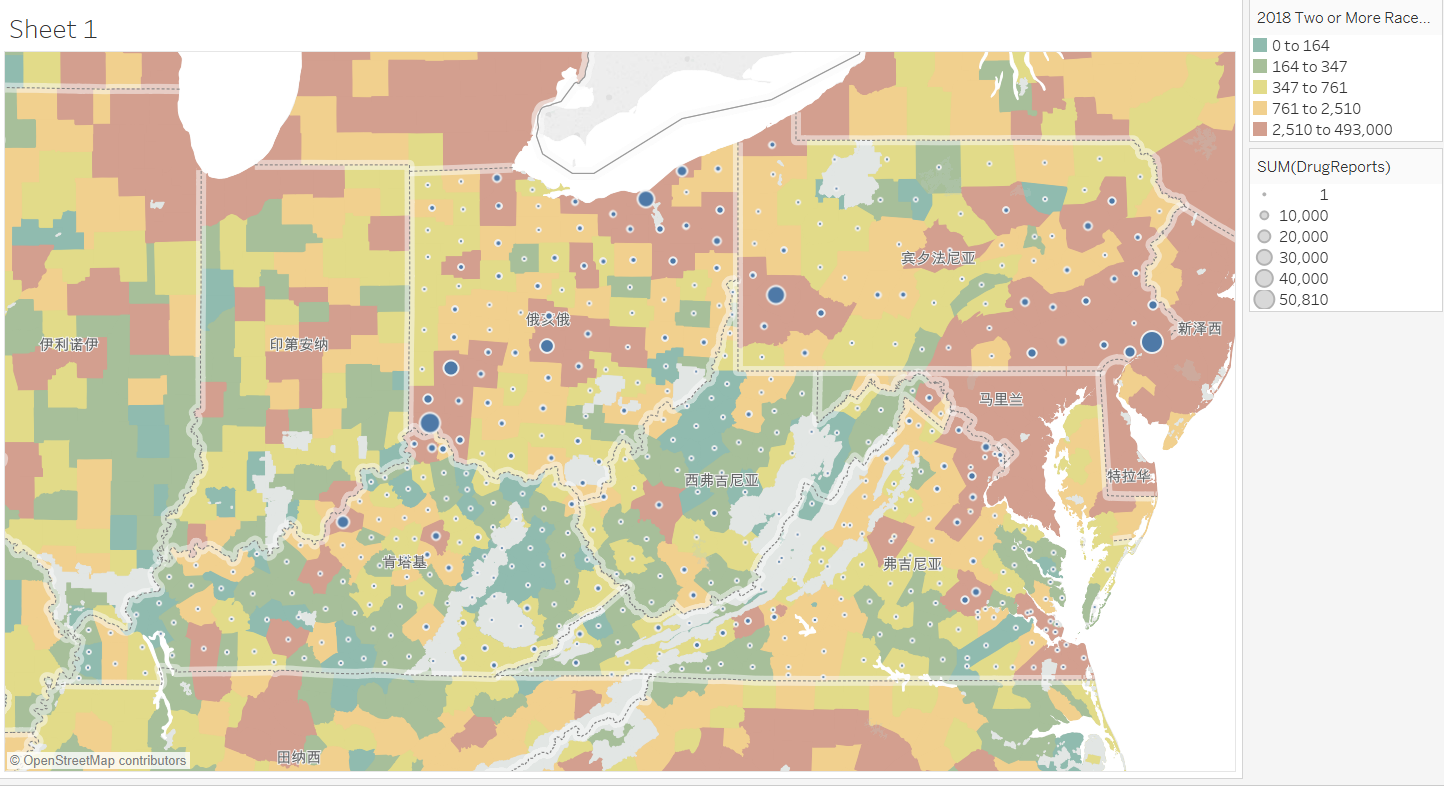 Sheet 1
2018 Two or More Race...
0 to 164
164 to 347
347 to 761
761 to 2,510
2,510 to 493,000
SUM(DrugReports)
1
10,000
20,000
30,000
40,000
50,810
宾夕法尼亚
俄亥俄
新泽西
伊利诺伊
印第安纳
马里兰
特拉华
西弗吉尼亚
肯塔基
弗吉尼亚
田纳西
© OpenStreetMap contributors